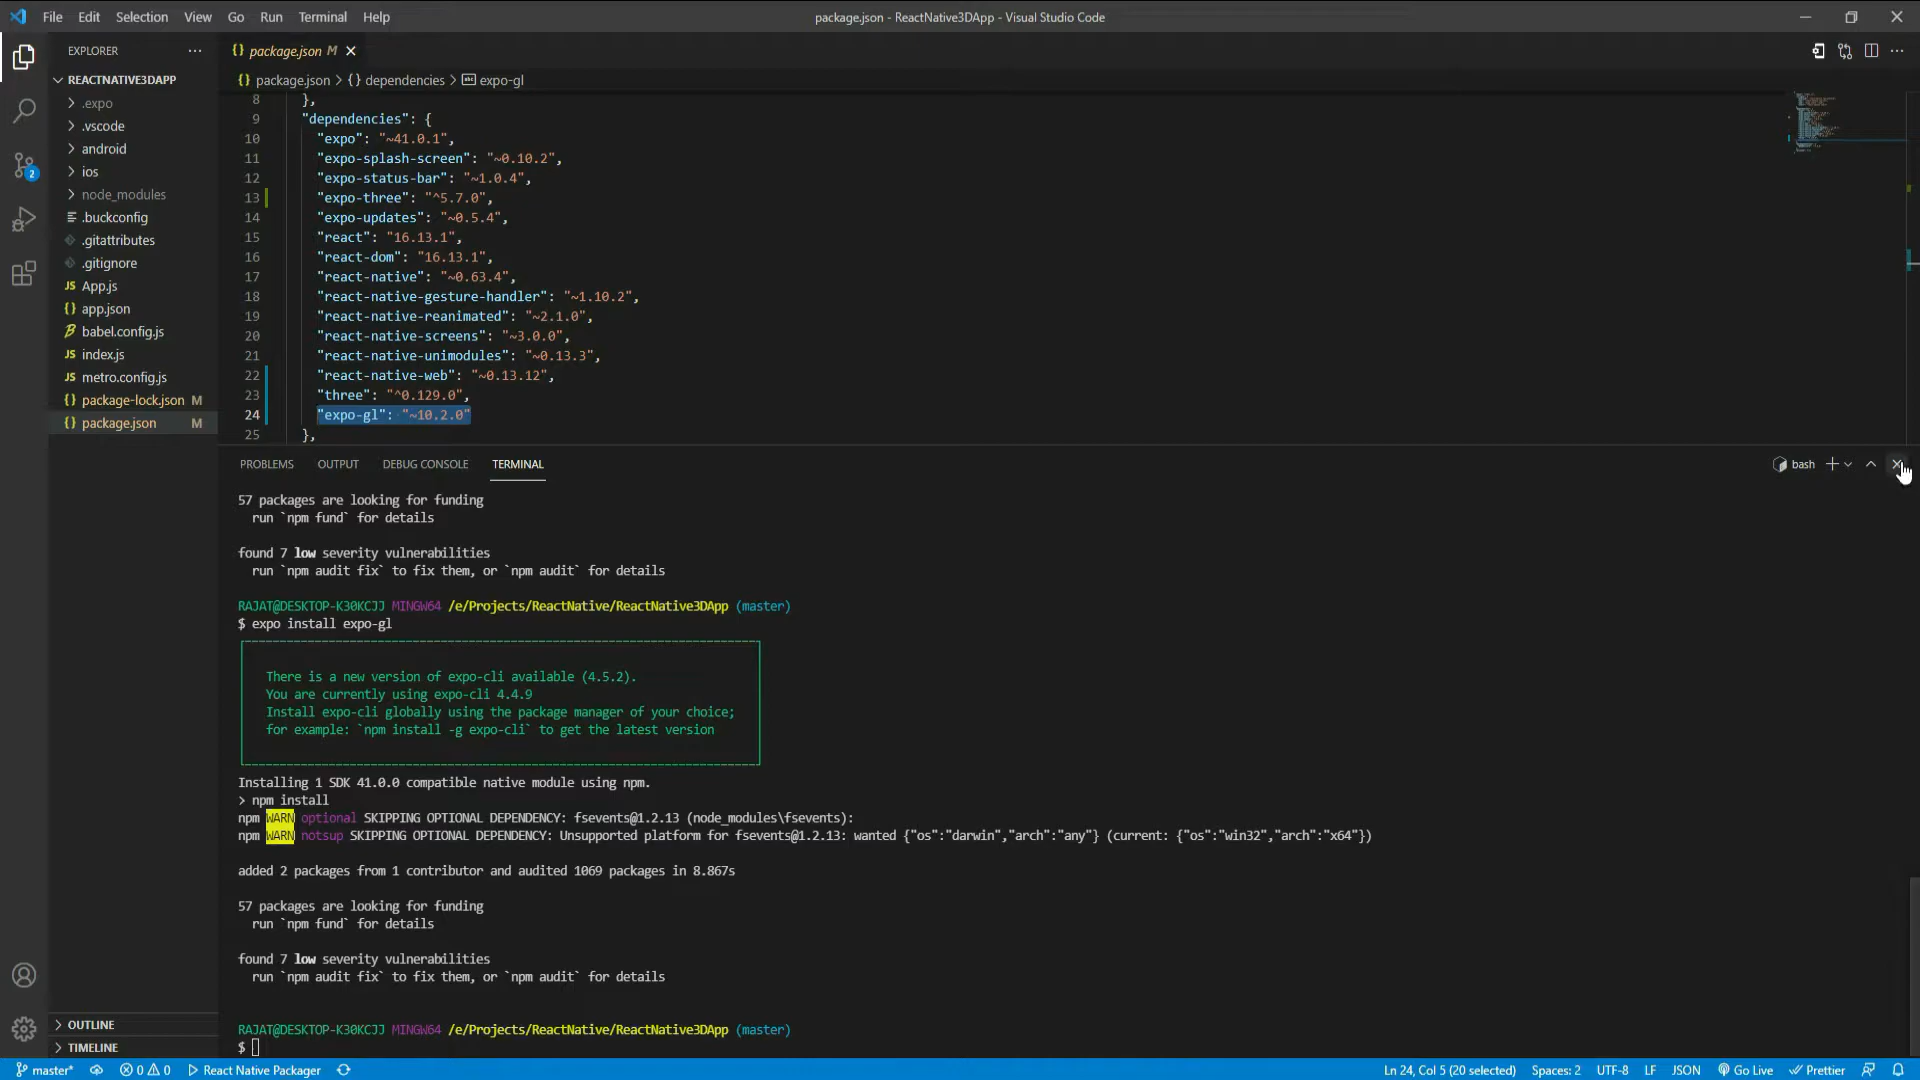 File Edit Selection View Go Run Terminal Help
package.json - ReactNative3DApp - Visual Studio Code
EXPLORER
REACTNATIVE3DAPP
.expo
.vscode
android
ios
node_modules
.buckconfig
.gitattributes
.gitignore
App.js
app.json
babel.config.js
index.js
metro.config.js
package-lock.json M
package.json M
OUTLINE
TIMELINE
package.json M
package.json > {} dependencies > expo-gl
8 },
9 "dependencies": {
10 "expo": "~41.0.1",
11 "expo-splash-screen": "~0.10.2",
12 "expo-status-bar": "~1.0.4",
13 "expo-three": "^5.7.0",
14 "expo-updates": "~0.5.4",
15 "react": "16.13.1",
16 "react-dom": "16.13.1",
17 "react-native": "~0.63.4",
18 "react-native-gesture-handler": "~1.10.2",
19 "react-native-reanimated": "~2.1.0",
20 "react-native-screens": "~3.0.0",
21 "react-native-unimodules": "~0.13.3",
22 "react-native-web": "~0.13.12",
23 "three": "^0.129.0",
24 "expo-gl": "~10.2.0"
25 },
PROBLEMS OUTPUT DEBUG CONSOLE TERMINAL
bash
57 packages are looking for funding
run `npm fund` for details
found 7 low severity vulnerabilities
run `npm audit fix` to fix them, or `npm audit` for details
RAJAT@DESKTOP-K30KCJJ MINGW64 /e/Projects/ReactNative/ReactNative3DApp (master)
$ expo install expo-gl
There is a new version of expo-cli available (4.5.2).
You are currently using expo-cli 4.4.9
Install expo-cli globally using the package manager of your choice;
for example: `npm install -g expo-cli` to get the latest version
Installing 1 SDK 41.0.0 compatible native module using npm.
> npm install
npm WARN optional SKIPPING OPTIONAL DEPENDENCY: fsevents@1.2.13 (node_modules\fsevents):
npm WARN notsup SKIPPING OPTIONAL DEPENDENCY: Unsupported platform for fsevents@1.2.13: wanted {"os":"darwin","arch":"any"} (current: {"os":"win32","arch":"x64"})
added 2 packages from 1 contributor and audited 1069 packages in 8.867s
57 packages are looking for funding
run `npm fund` for details
found 7 low severity vulnerabilities
run `npm audit fix` to fix them, or `npm audit` for details
RAJAT@DESKTOP-K30KCJJ MINGW64 /e/Projects/ReactNative/ReactNative3DApp (master)
$
2
master* 0 0 React Native Packager
Ln 24, Col 5 (20 selected) Spaces: 2 UTF-8 LF JSON Go Live Prettier